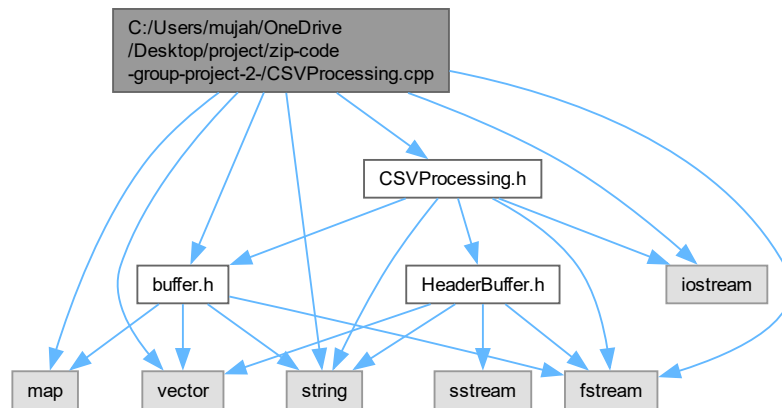 C:/Users/mujah/OneDrive
/Desktop/project/zip-code
-group-project-2-/CSVProcessing.cpp
CSVProcessing.h
buffer.h
HeaderBuffer.h
iostream
map
vector
string
sstream
fstream